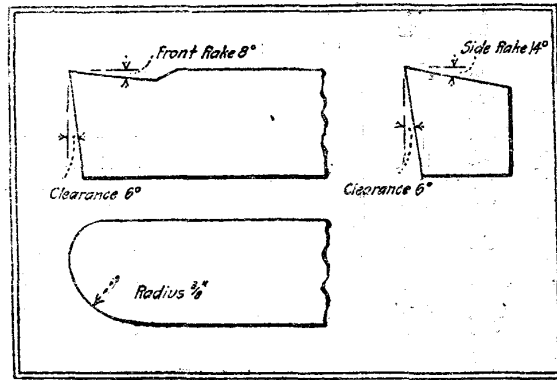 Front Rake 8°
Side Rake 14°
Clearance 6°
Clearance 6°
Radius 3/8"